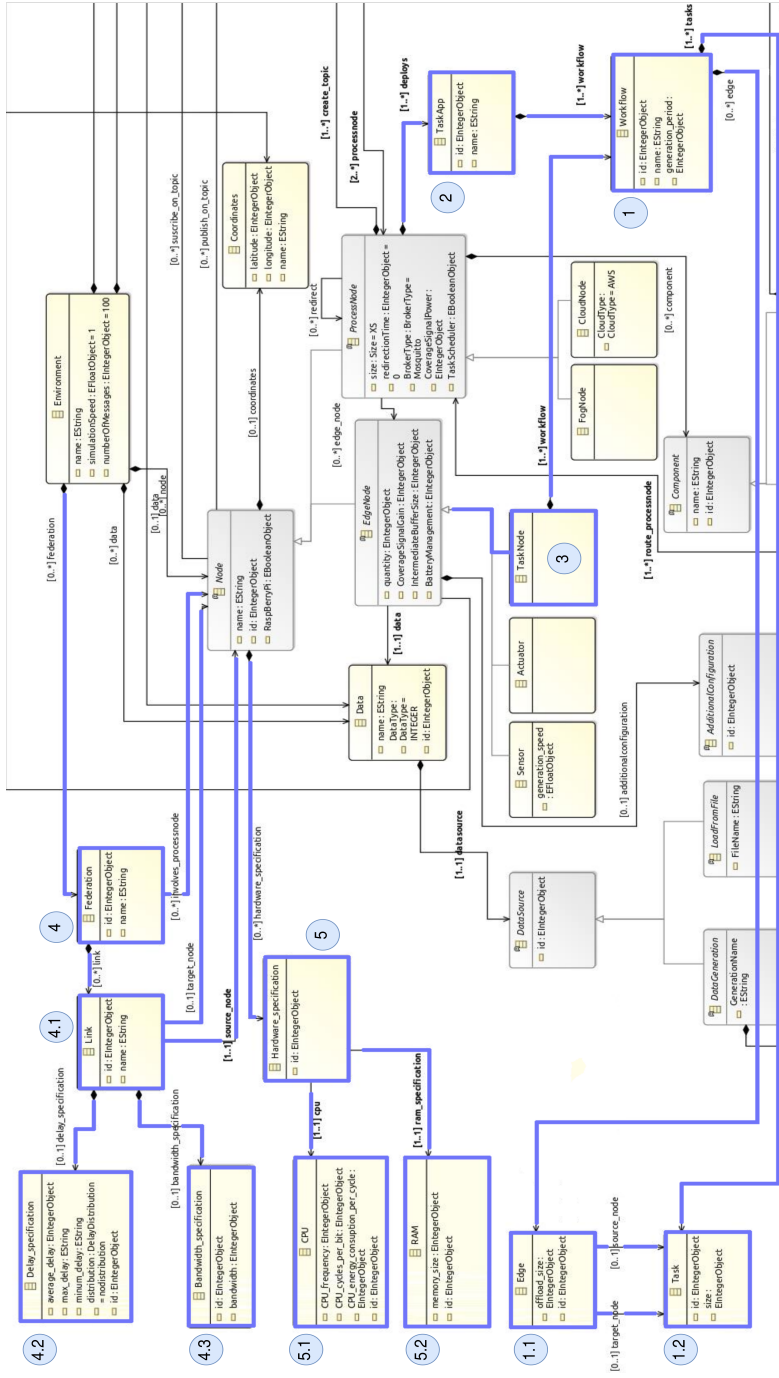 4.2
Delay_specification
average_delay : EIntegerObject
max_delay : EString
minum_delay : EString
distribution : DelayDistribution
= nodistribution
id : EIntegerObject
[0..1] delay_specification
4.1
Link
id : EIntegerObject
name : EString
[0..*] link
4
Federation
id : EIntegerObject
name : EString
[0..*] federation
Environment
name : EString
simulationSpeed : EFloatObject = 1
numberOfMessages : EIntegerObject = 100
4.3
Bandwidth_specification
id : EIntegerObject
bandwidth : EIntegerObject
[0..1] bandwidth_specification
[0..1] target_node
[1..1] source_node
[0..*] involves_processnode
[0..*] data
[0..1] data
[0..*] node
[0..*] suscribe_on_topic
[0..*] publish_on_topic
Node
name : EString
id : EIntegerObject
RaspBerryPi : EBooleanObject
[0..1] coordinates
Coordinates
latitude : EIntegerObject
longitude : EIntegerObject
name : EString
[0..*] hardware_specification
5
Hardware_specification
id : EIntegerObject
5.1
CPU
CPU_frequency : EIntegerObject
CPU_cycles_per_bit : EIntegerObject
CPU_energy_consuption_per_cycle :
EIntegerObject
id : EIntegerObject
[1..1] cpu
5.2
RAM
memory_size : EIntegerObject
id : EIntegerObject
[1..1] ram_specification
Data
name : EString
DataType :
DataType =
INTEGER
id : EIntegerObject
[1..1] data
EdgeNode
quantity : EIntegerObject
CoverageSignalGain : EIntegerObject
IntermediateBufferSize : EIntegerObject
BatteryManagement : EIntegerObject
[0..*] edge_node
[0..*] redirect
ProcessNode
size : Size = XS
redirectionTime : EIntegerObject =
0
BrokerType : BrokerType =
Mosquitto
CoverageSignalPower :
EIntegerObject
TaskScheduler : EBooleanObject
[1..*] create_topic
[2..*] processnode
[1..*] deploys
2
TaskApp
id : EIntegerObject
name : EString
[1..1] datasource
DataSource
id : EIntegerObject
Sensor
generation_speed
: EFloatObject
Actuator
TaskNode
3
[1..*] workflow
FogNode
CloudNode
CloudType :
CloudType = AWS
[0..*] component
[1..*] workflow
1
Workflow
id : EIntegerObject
name : EString
generation_period :
EIntegerObject
[1..*] tasks
[0..*] edge
1.1
Edge
offload_size :
EIntegerObject
id : EIntegerObject
[0..1] target_node
[0..1] source_node
1.2
Task
id : EIntegerObject
size :
EIntegerObject
[0..1] additionalconfiguration
[1..*] route_processnode
Component
name : EString
id : EIntegerObject
DataGeneration
GenerationName
: EString
LoadFromFile
FileName : EString
AdditionalConfiguration
id : EIntegerObject